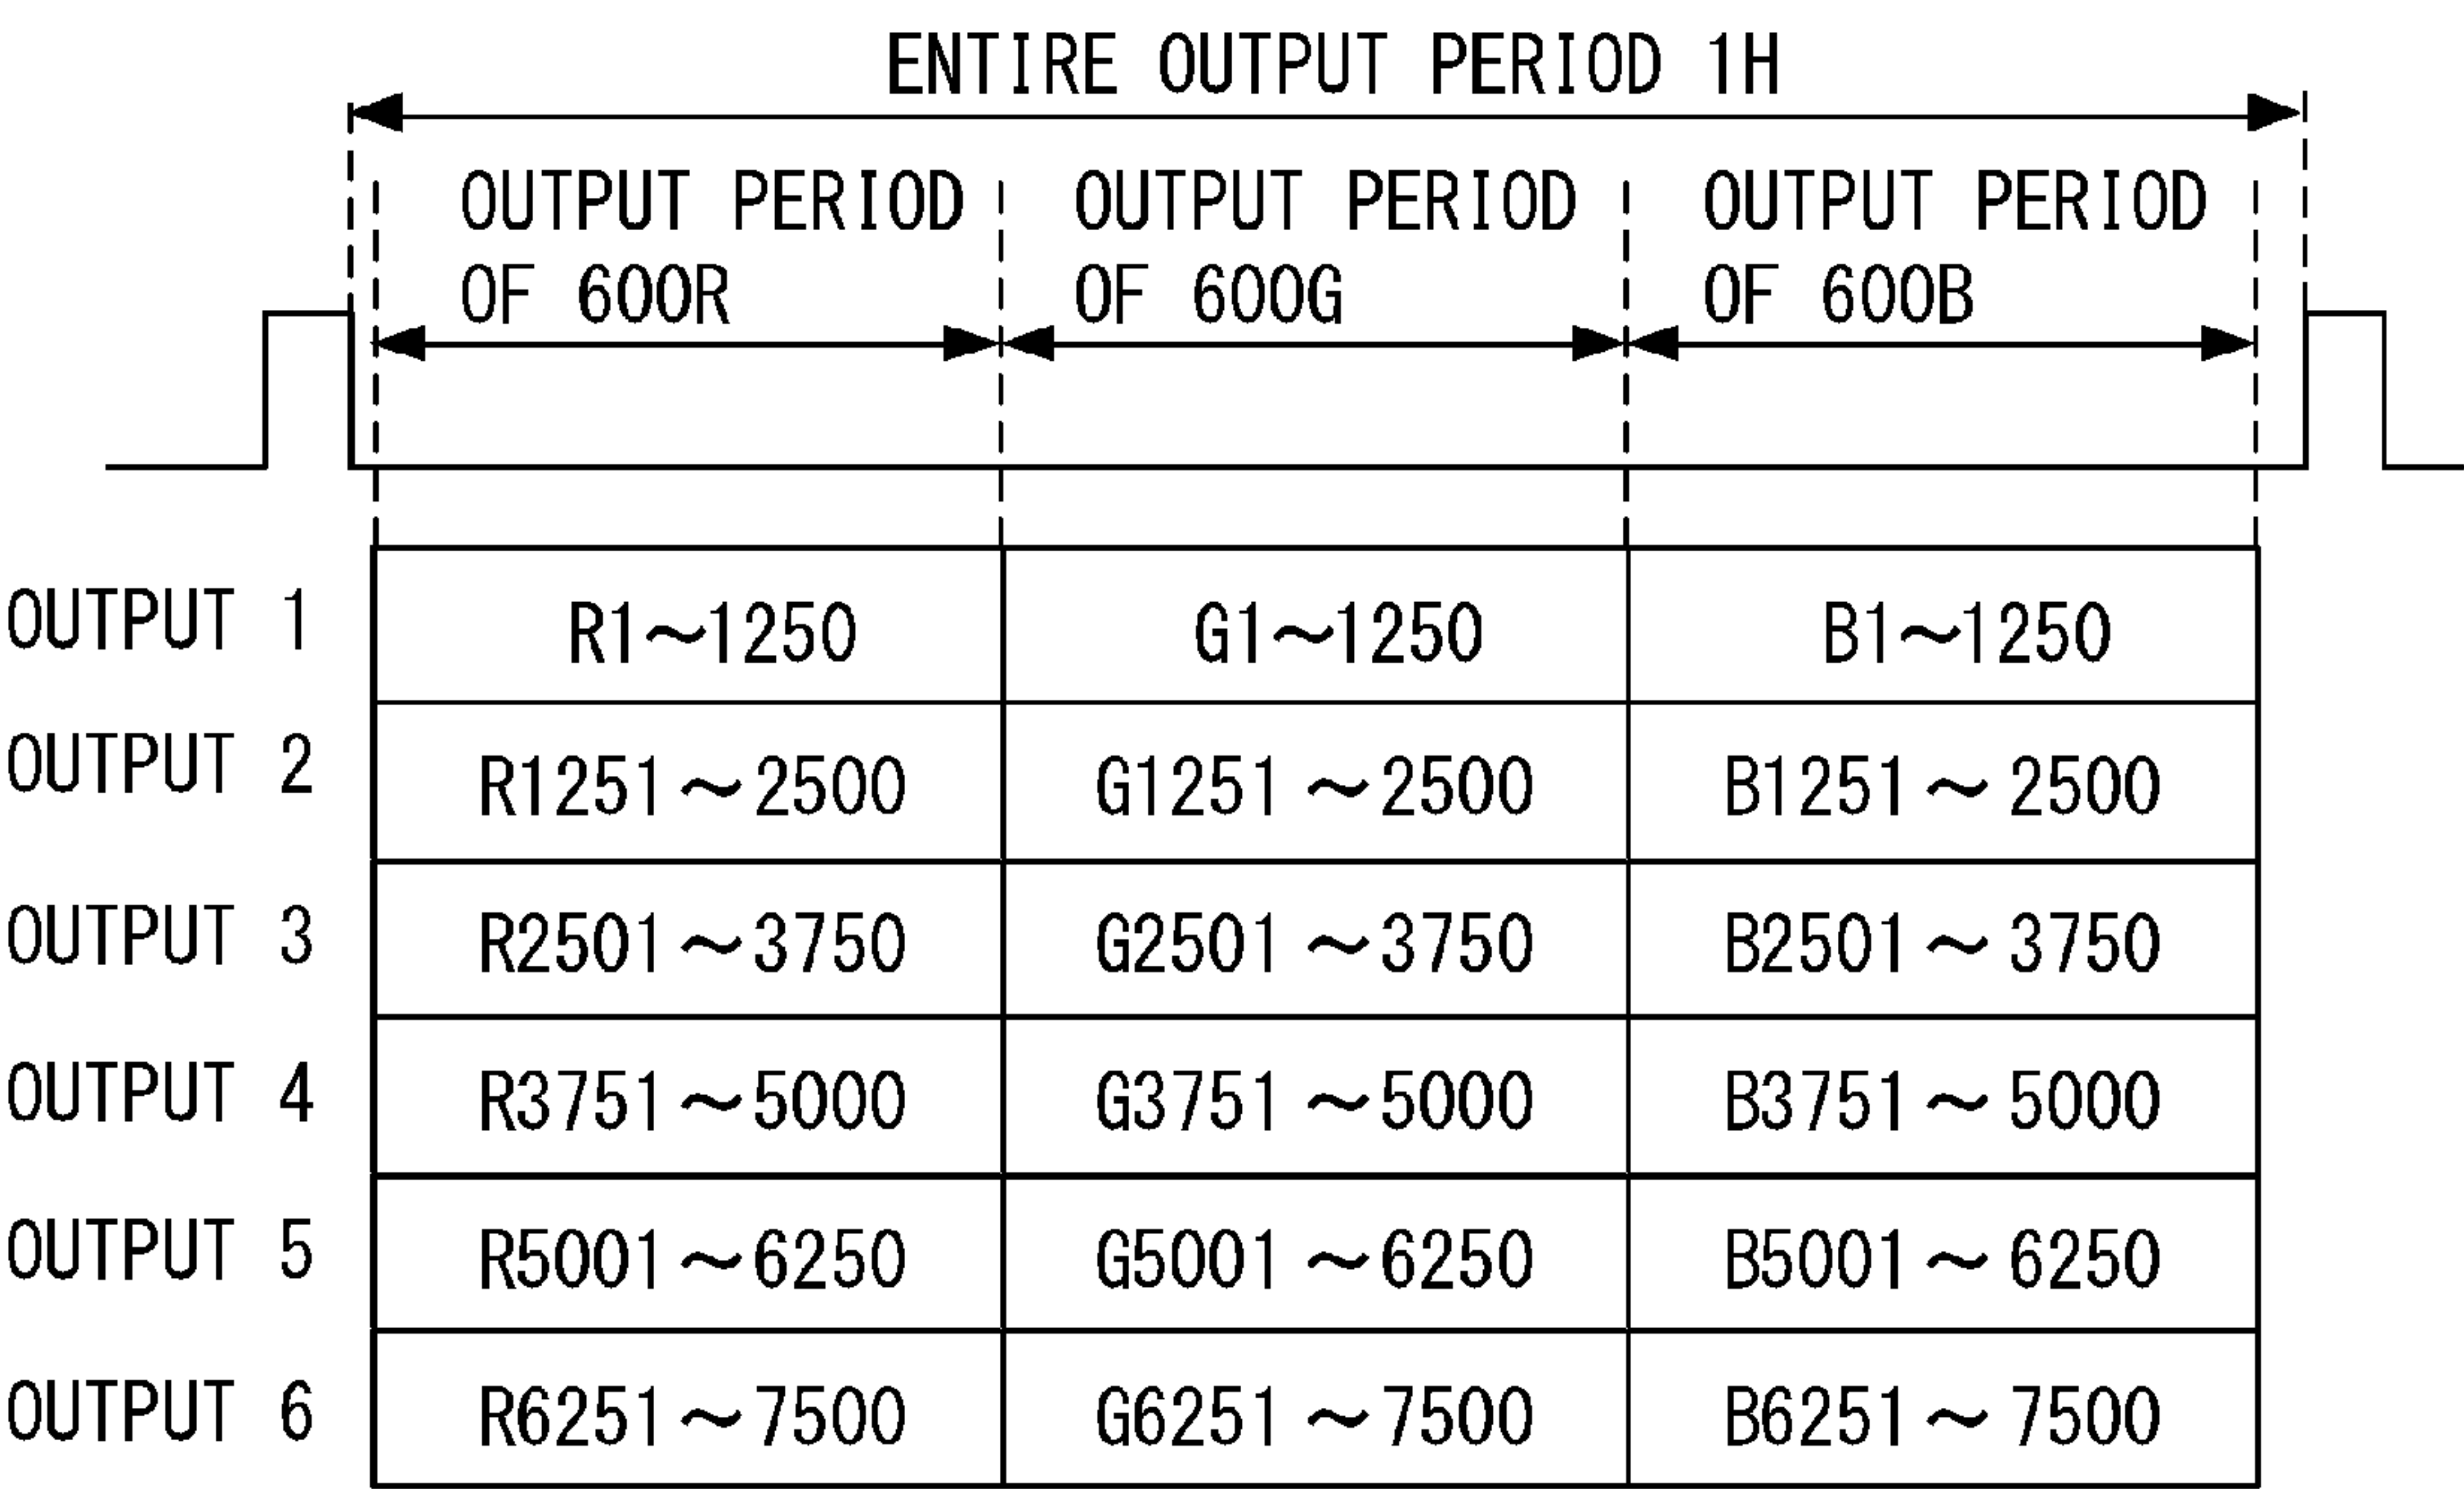 ENTIRE OUTPUT PERIOD 1H
OUTPUT PERIOD OF 600R
OUTPUT PERIOD OF 600G
OUTPUT PERIOD OF 600B
OUTPUT 1 R1～1250 G1～1250 B1～1250
OUTPUT 2 R1251～2500 G1251～2500 B1251～2500
OUTPUT 3 R2501～3750 G2501～3750 B2501～3750
OUTPUT 4 R3751～5000 G3751～5000 B3751～5000
OUTPUT 5 R5001～6250 G5001～6250 B5001～6250
OUTPUT 6 R6251～7500 G6251～7500 B6251～7500